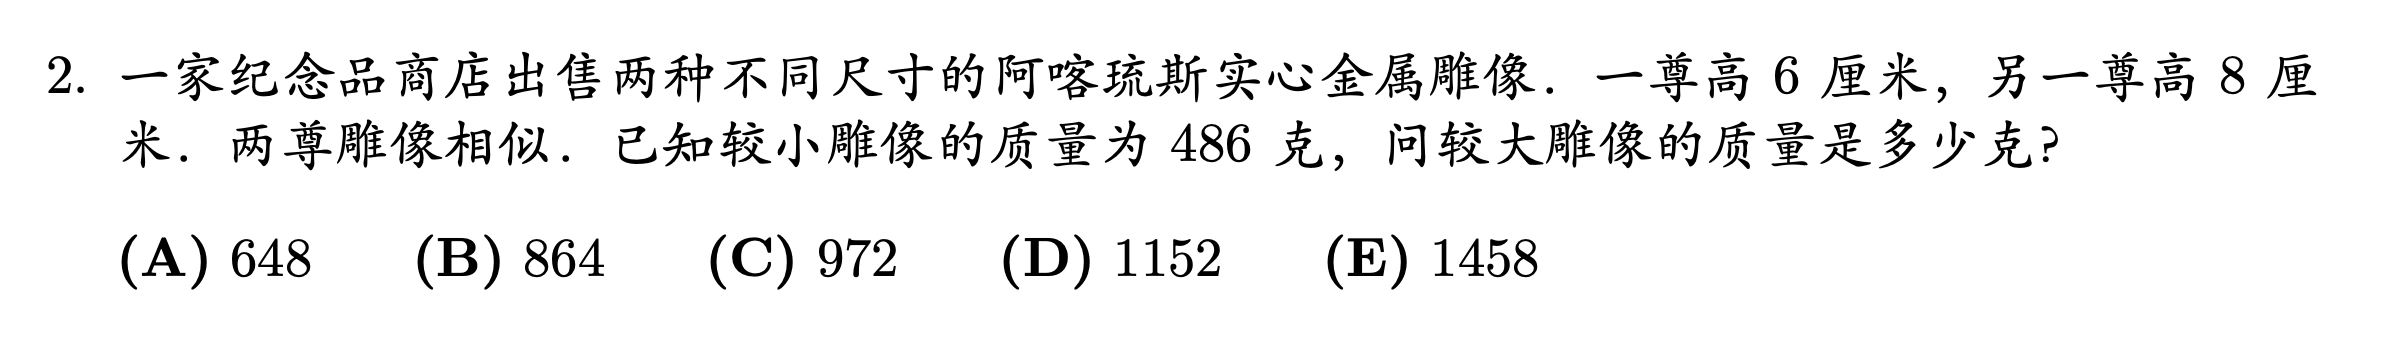 2. 一家纪念品商店出售两种不同尺寸的阿喀琉斯实心金属雕像. 一尊高 6 厘米, 另一尊高 8 厘
米. 两尊雕像相似. 已知较小雕像的质量为 486 克, 问较大雕像的质量是多少克?
(A) 648 (B) 864 (C) 972 (D) 1152 (E) 1458